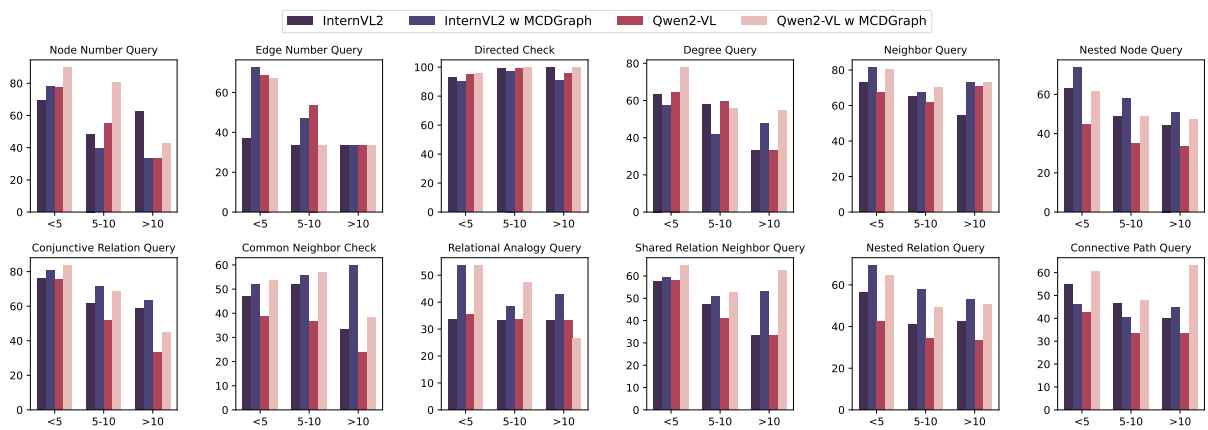 InternVL2 InternVL2 w MCDGraph Qwen2-VL Qwen2-VL w MCDGraph
Node Number Query
80
60
40
20
0
<5 5-10 >10
Edge Number Query
60
40
20
0
<5 5-10 >10
Directed Check
100
80
60
40
20
0
<5 5-10 >10
Degree Query
80
60
40
20
0
<5 5-10 >10
Neighbor Query
80
60
40
20
0
<5 5-10 >10
Nested Node Query
60
40
20
0
<5 5-10 >10
Conjunctive Relation Query
80
60
40
20
0
<5 5-10 >10
Common Neighbor Check
60
50
40
30
20
10
0
<5 5-10 >10
Relational Analogy Query
50
40
30
20
10
0
<5 5-10 >10
Shared Relation Neighbor Query
60
50
40
30
20
10
0
<5 5-10 >10
Nested Relation Query
60
40
20
0
<5 5-10 >10
Connective Path Query
60
50
40
30
20
10
0
<5 5-10 >10